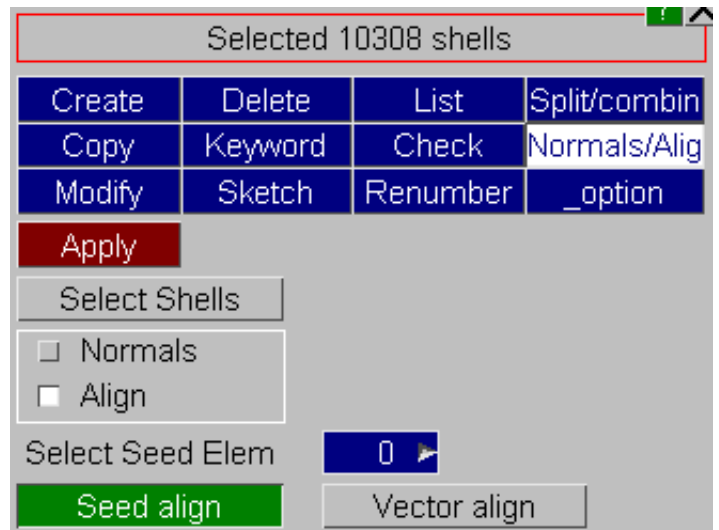 ?
Selected 10308 shells
Create Delete List Split/combin
Copy Keyword Check Normals/Alig
Modify Sketch Renumber _option
Apply
Select Shells
Normals
Align
Select Seed Elem 0
Seed align Vector align